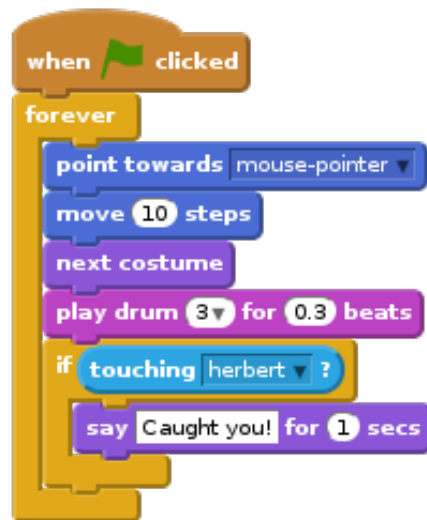 when clicked
forever
point towards mouse-pointer
move 10 steps
next costume
play drum 3 for 0.3 beats
if touching herbert ?
say Caught you! for 1 secs